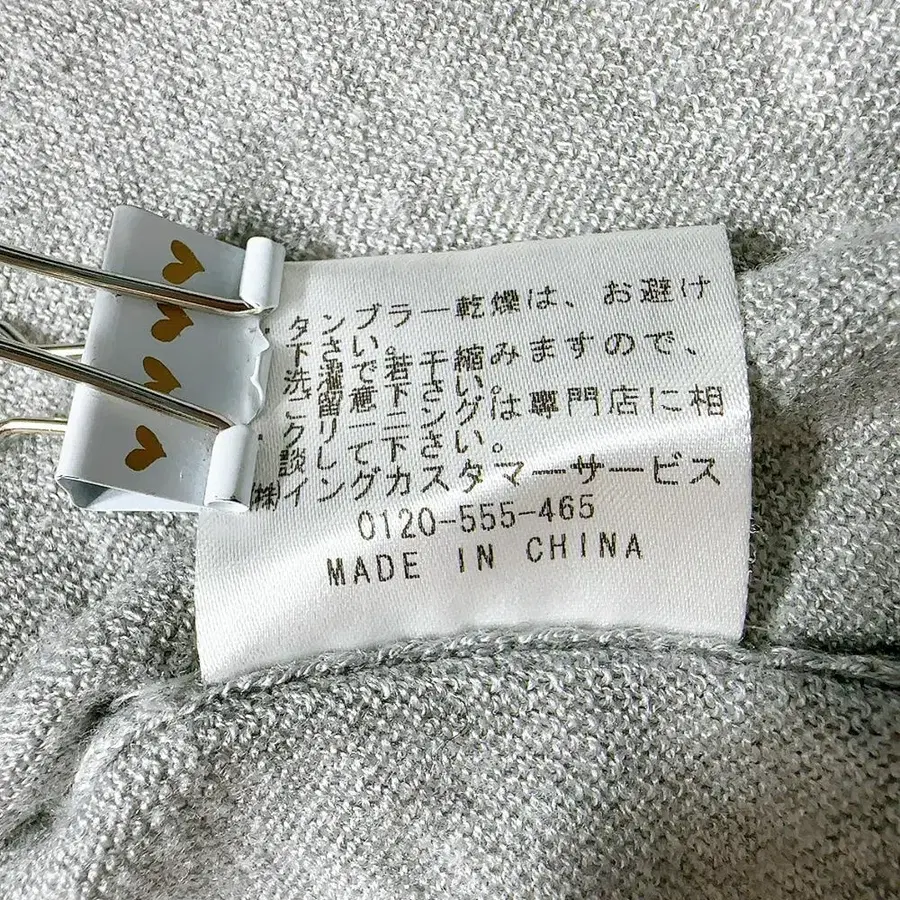 ・タンブラー乾燥は、お避け
下さい。
洗濯で若干縮みますので、
ご留意下さい。
・クリーニングは専門店に相
談して下さい。
㈱イングカスタマーサービス
0120-555-465
MADE IN CHINA